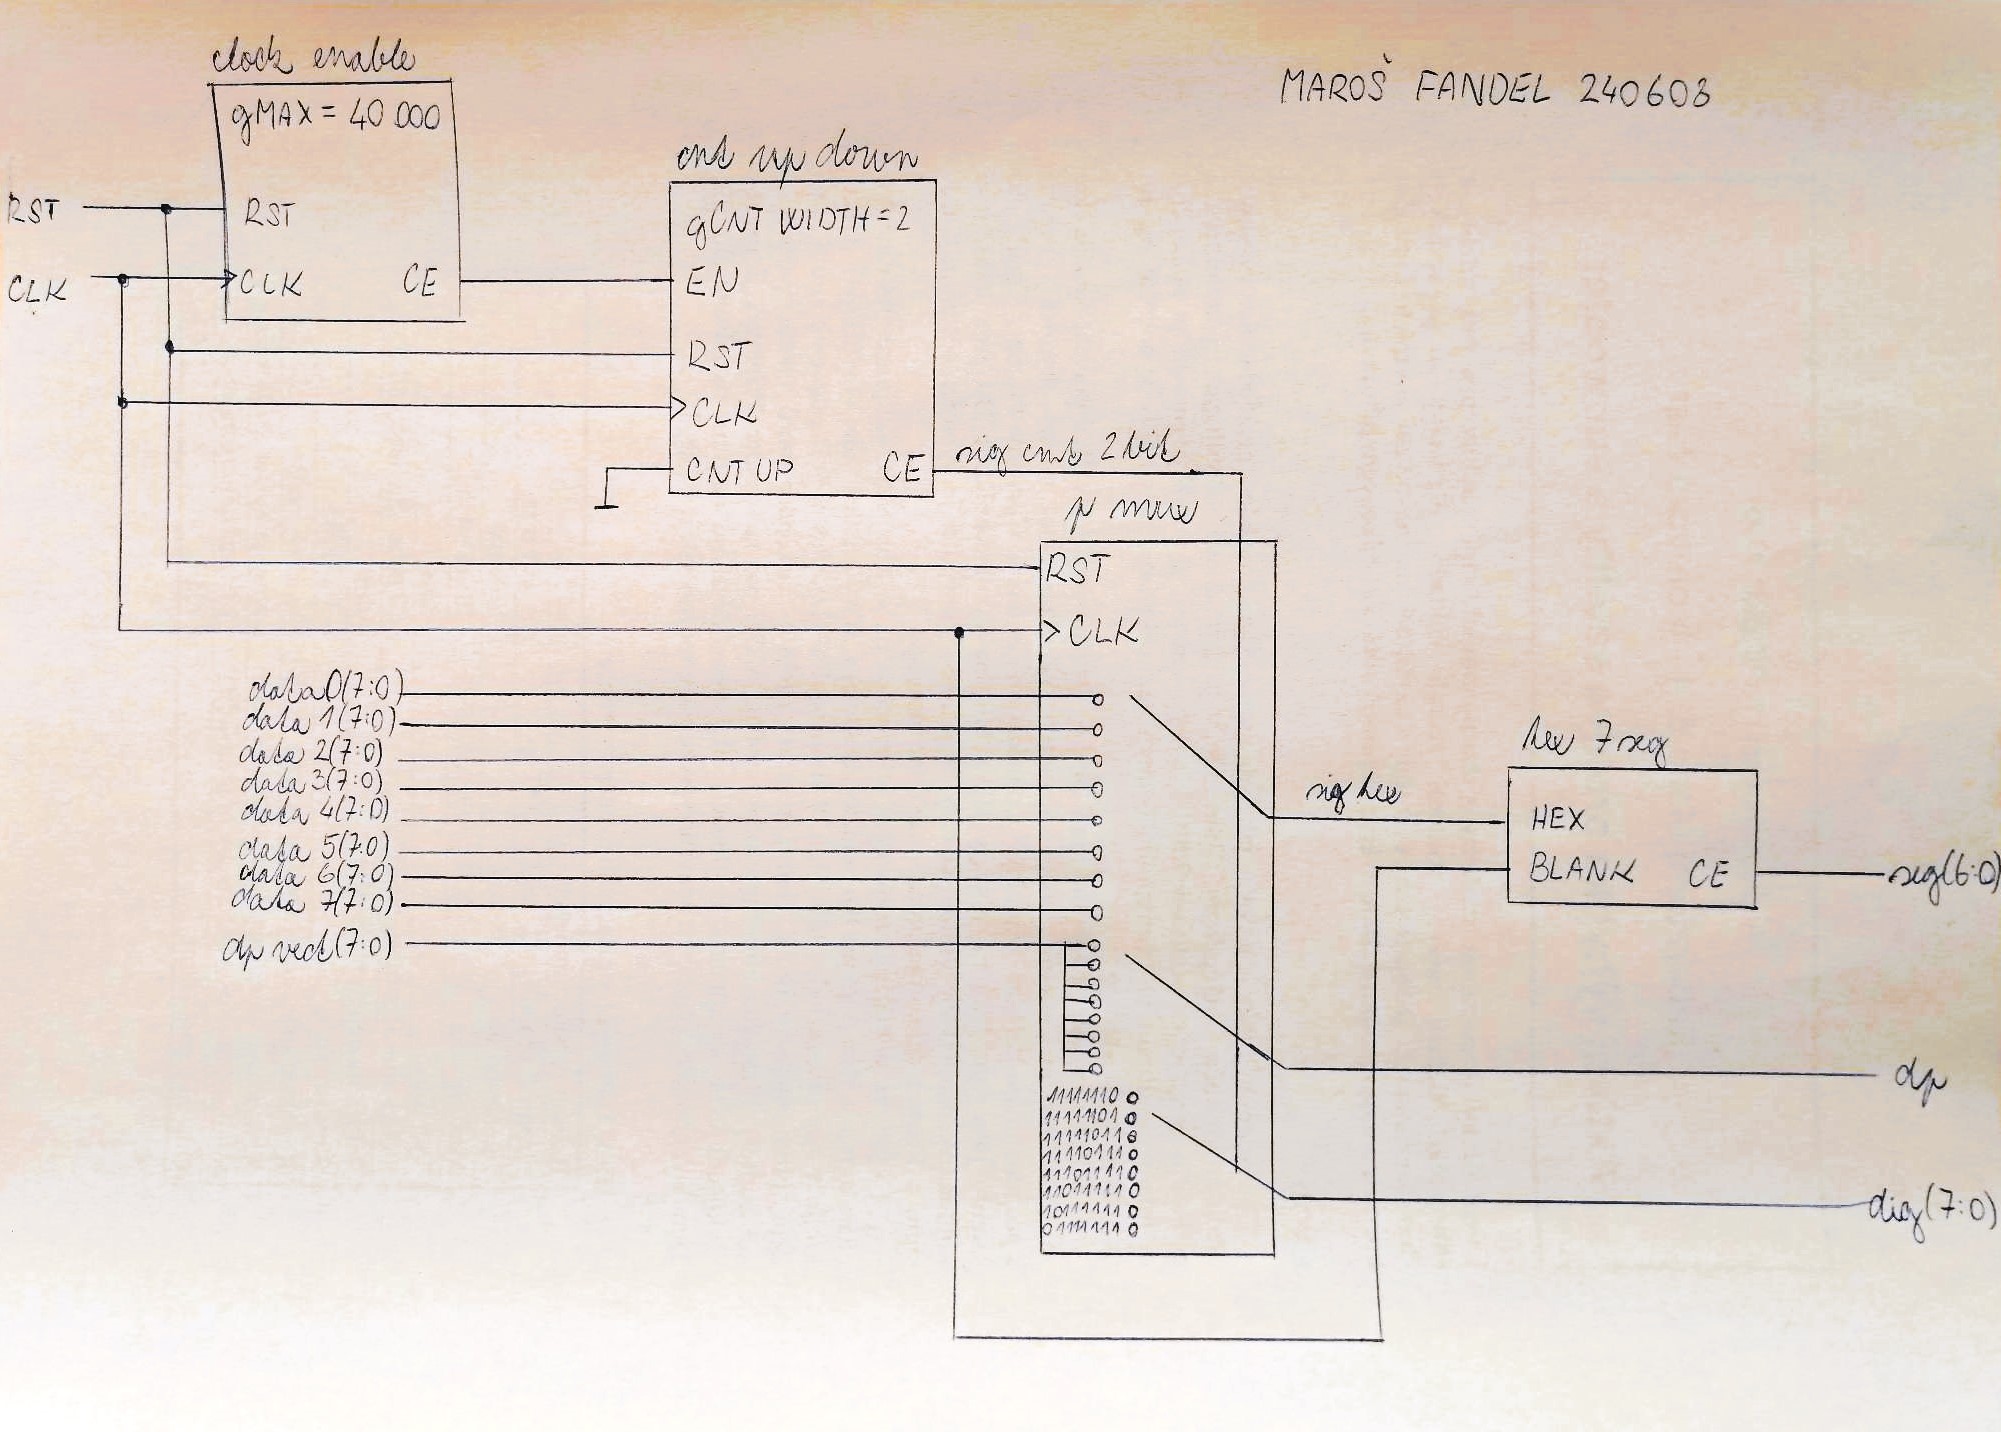 clock enable
MAROŠ FANDEL 240608
gMAX = 40 000
RST
RST
CLK
CLK
CE
cnt up down
gCNT WIDTH=2
EN
RST
CLK
CNT UP
CE
sig cnt 2 bit
p mux
RST
CLK
data0(7:0)
data 1(7:0)
data 2(7:0)
data 3(7:0)
data 4(7:0)
data 5(7:0)
data 6(7:0)
data 7(7:0)
dp vect(7:0)
sig hex
hex 7seg
HEX
BLANK
CE
seg(6:0)
dp
11111110
11111101
11111011
11110111
11101111
11011111
10111111
01111111
dig(7:0)